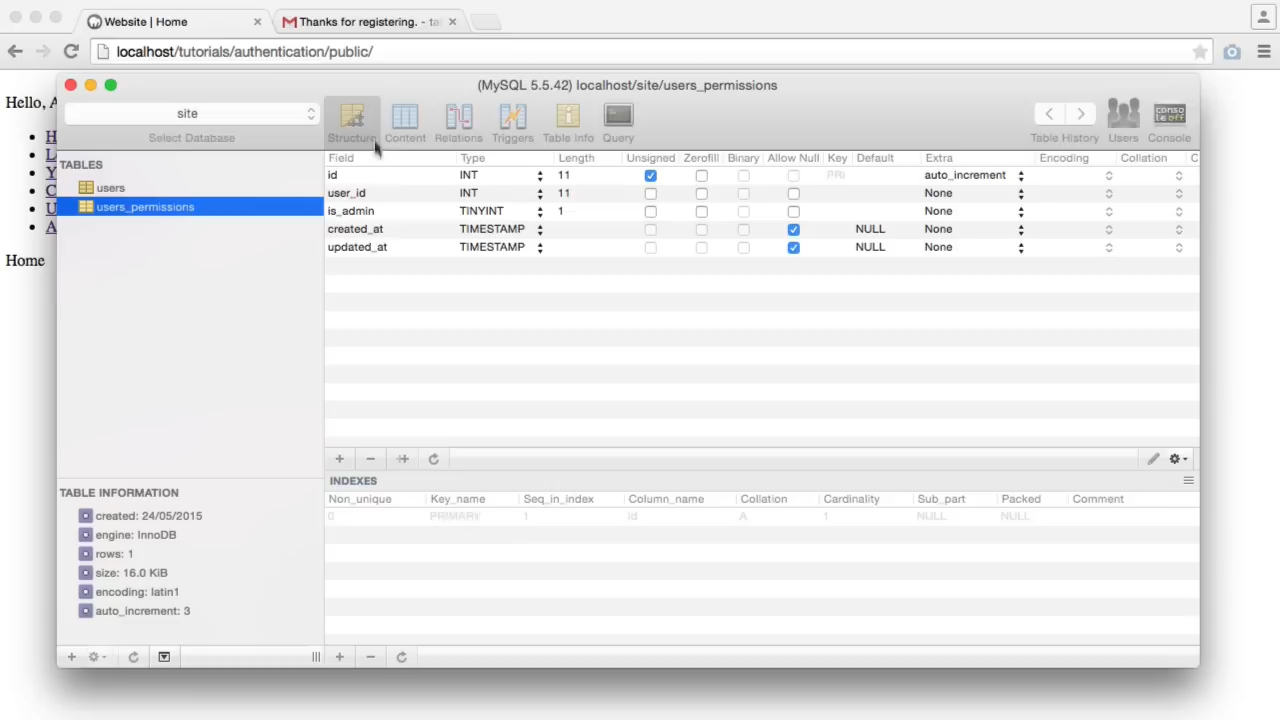 Website | Home
Thanks for registering. - ta
localhost/tutorials/authentication/public/
Hello, A
H
L
Y
C
U
A
Home
(MySQL 5.5.42) localhost/site/users_permissions
site
Select Database
Structure Content Relations Triggers Table Info Query
Table History Users Console
TABLES
users
users_permissions
Field Type Length Unsigned Zerofill Binary Allow Null Key Default Extra Encoding Collation C
id INT 11 PRI auto_increment
user_id INT 11 None
is_admin TINYINT 1 None
created_at TIMESTAMP NULL None
updated_at TIMESTAMP NULL None
INDEXES
Non_unique Key_name Seq_in_index Column_name Collation Cardinality Sub_part Packed Comment
0 PRIMARY 1 id A 1 NULL NULL
TABLE INFORMATION
created: 24/05/2015
engine: InnoDB
rows: 1
size: 16.0 KiB
encoding: latin1
auto_increment: 3